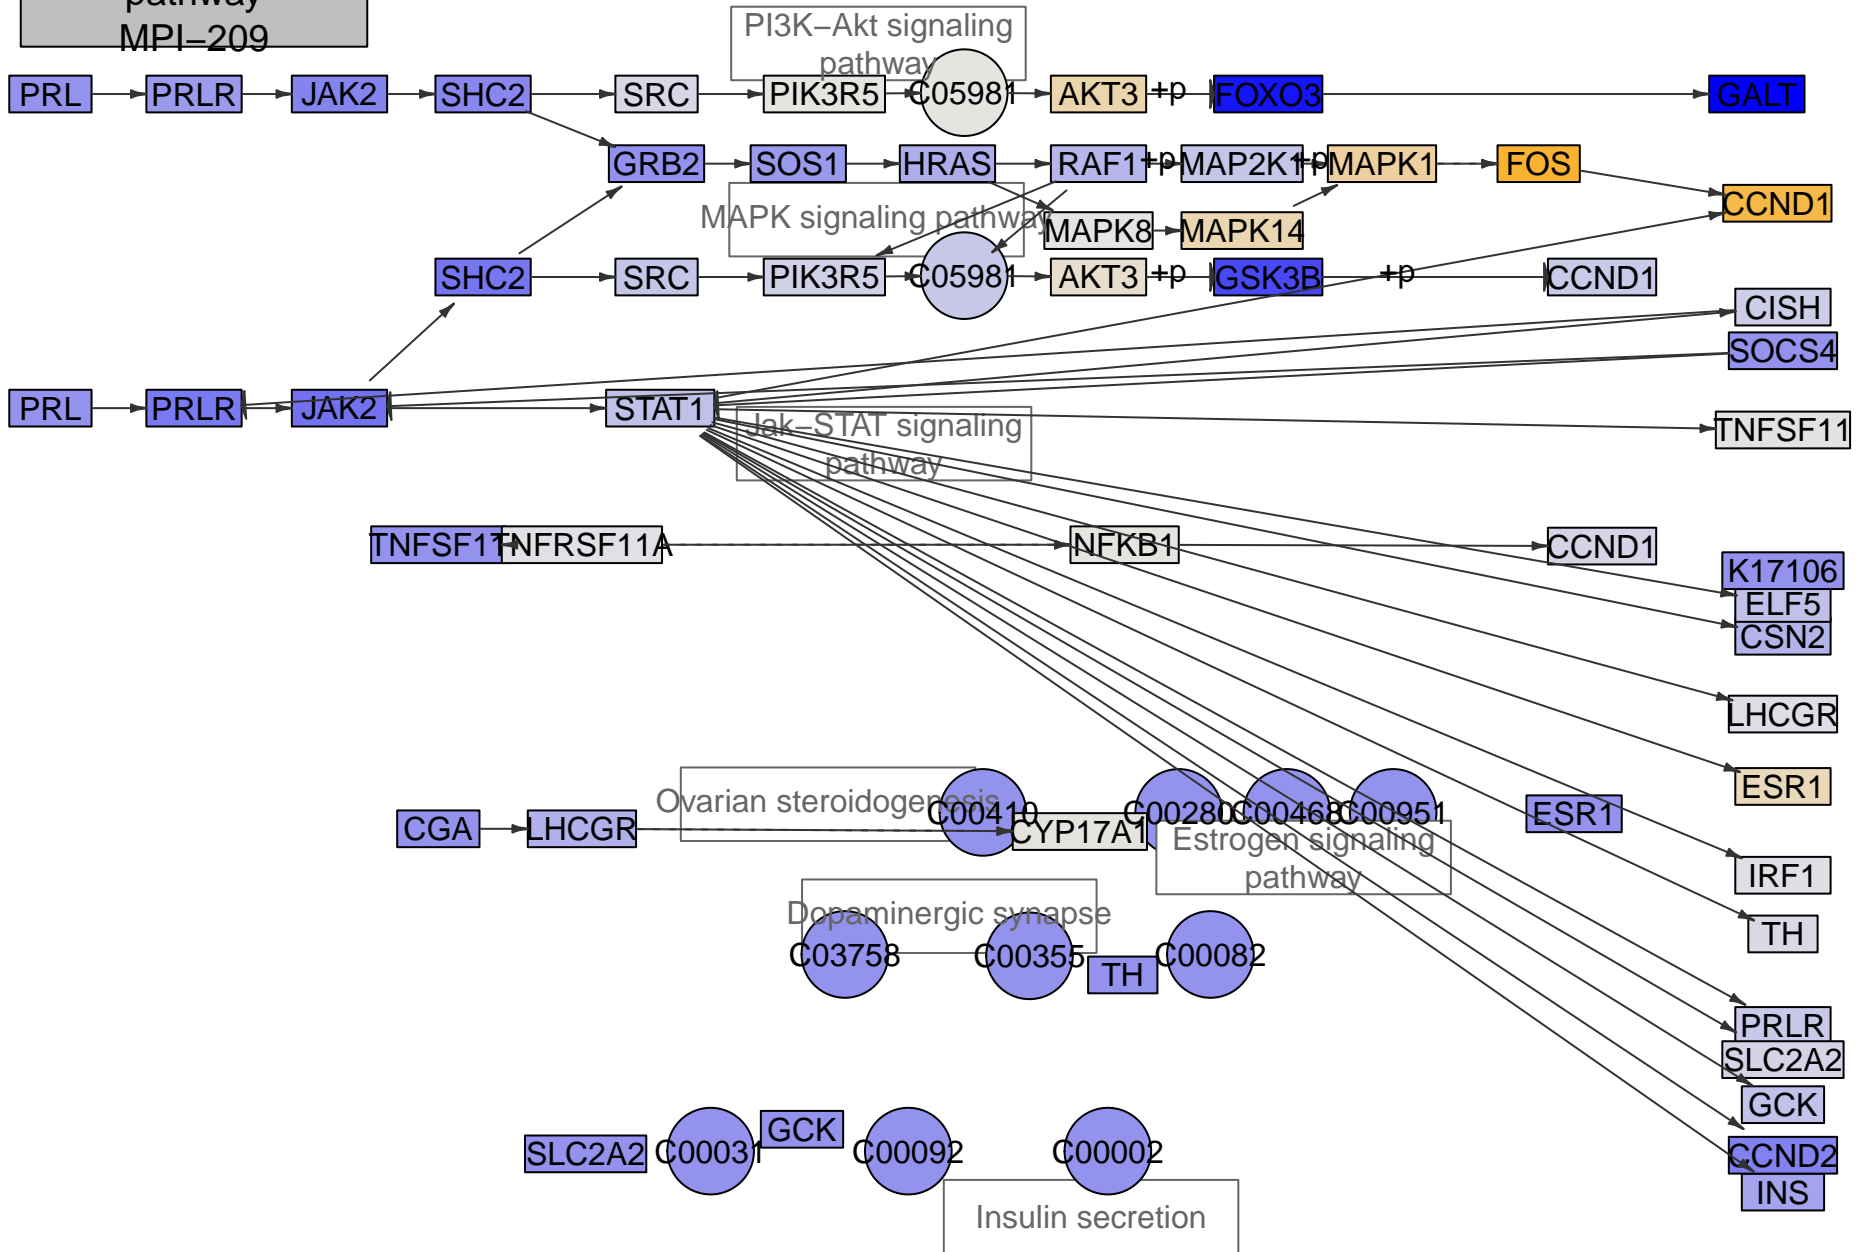 pathway
MPI–209
PI3K–Akt signaling
pathway
PRL
PRLR
JAK2
SHC2
SRC
PIK3R5
C05981
AKT3
+p
FOXO3
GALT
GRB2
SOS1
HRAS
RAF1
+p
MAP2K1
+p
MAPK1
FOS
CCND1
MAPK signaling pathway
MAPK8
MAPK14
SHC2
SRC
PIK3R5
C05981
AKT3
+p
GSK3B
+p
CCND1
CISH
SOCS4
PRL
PRLR
JAK2
STAT1
Jak–STAT signaling
pathway
TNFSF11
TNFSF11
TNFRSF11A
NFKB1
CCND1
K17106
ELF5
CSN2
LHCGR
ESR1
Ovarian steroidogenesis
C00410
C00280
C00468
C00951
ESR1
CGA
LHCGR
CYP17A1
Estrogen signaling
pathway
IRF1
Dopaminergic synapse
TH
C03758
C00355
TH
C00082
PRLR
SLC2A2
GCK
SLC2A2
C00031
GCK
C00092
C00002
CCND2
INS
Insulin secretion